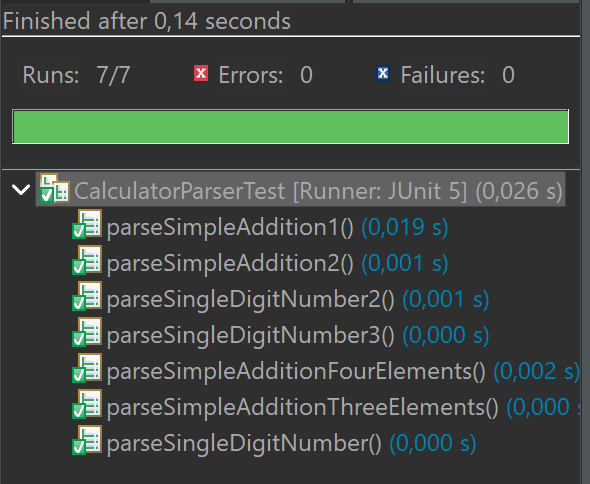 Finished after 0,14 seconds
Runs: 7/7 Errors: 0 Failures: 0
CalculatorParserTest [Runner: JUnit 5] (0,026 s)
parseSimpleAddition1() (0,019 s)
parseSimpleAddition2() (0,001 s)
parseSingleDigitNumber2() (0,001 s)
parseSingleDigitNumber3() (0,000 s)
parseSimpleAdditionFourElements() (0,002 s)
parseSimpleAdditionThreeElements() (0,000 s
parseSingleDigitNumber() (0,000 s)